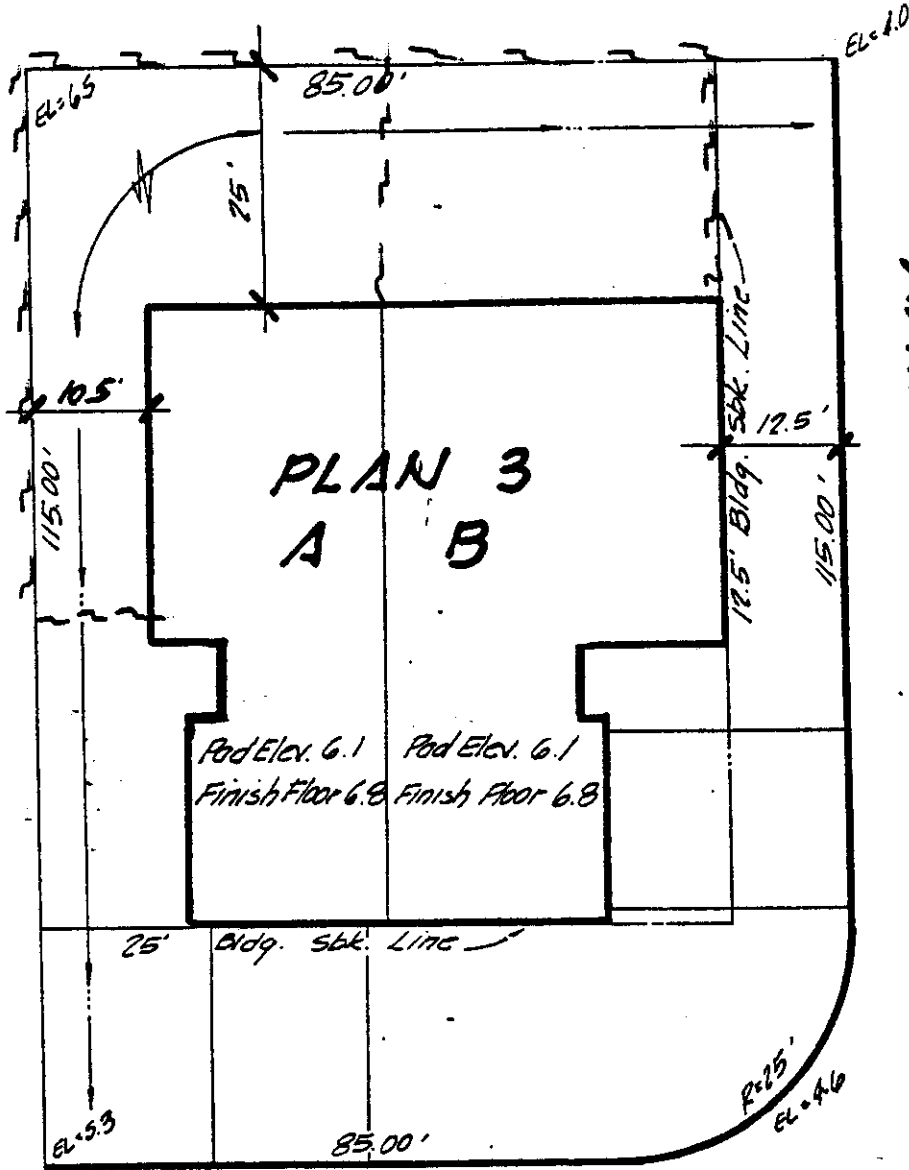 EL=4.0
85.00'
EL=6.5
25'
10.5'
115.00'
12.5' Bldg. Sbk. Line
12.5'
115.00'
PLAN 3
A B
Pad Elev. 6.1 Pad Elev. 6.1
Finish Floor 6.8 Finish Floor 6.8
25' Bldg. Sbk. Line
R=25'
EL=4.6
EL=5.3
85.00'